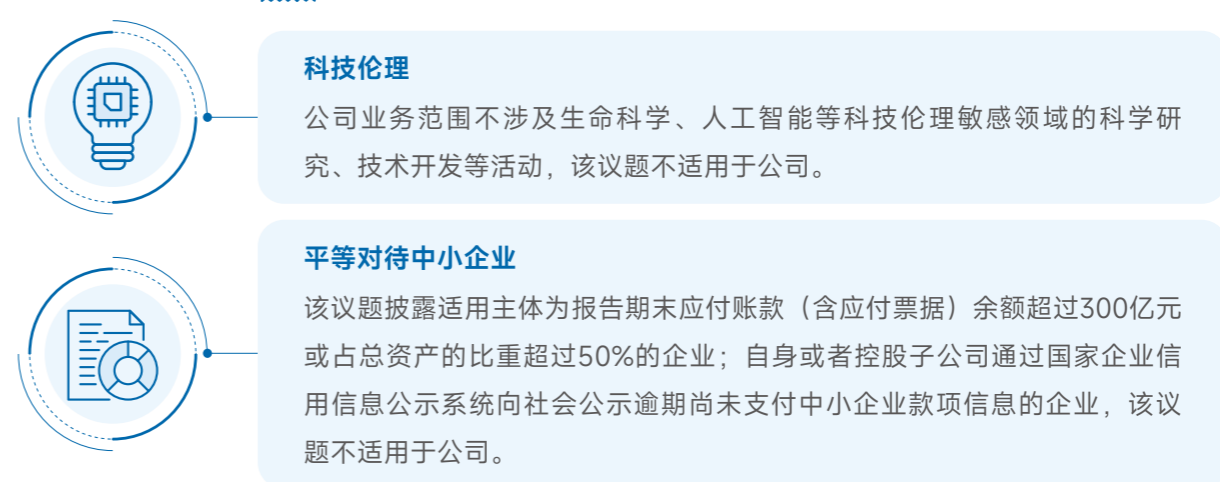 科技伦理
公司业务范围不涉及生命科学、人工智能等科技伦理敏感领域的科学研
究、技术开发等活动，该议题不适用于公司。
平等对待中小企业
该议题披露适用主体为报告期末应付账款（含应付票据）余额超过300亿元
或占总资产的比重超过50%的企业；自身或者控股子公司通过国家企业信
用信息公示系统向社会公示逾期尚未支付中小企业款项信息的企业，该议
题不适用于公司。